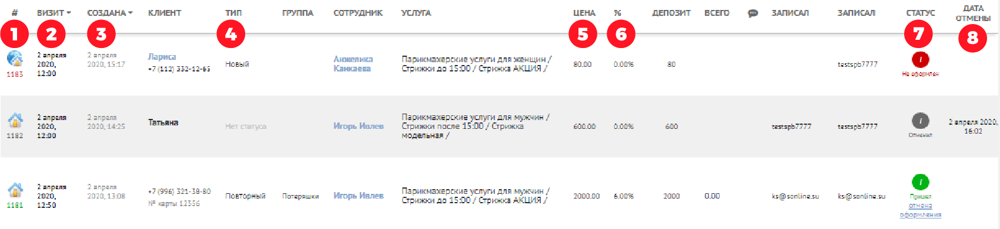 # ВИЗИТ СОЗДАНА КЛИЕНТ ТИП ГРУППА СОТРУДНИК УСЛУГА ЦЕНА % ДЕПОЗИТ ВСЕГО ЗАПИСАЛ ЗАПИСАЛ СТАТУС ДАТА ОТМЕНЫ
1 2 3 4 5 6 7 8
1183
2 апреля
2020,
12:00
2 апреля
2020, 15:17
Лариса
+7 (112) 332-12-65
Новый
Анжелика
Канкаева
Парикмахерские услуги для женщин /
Стрижки до 15:00 / Стрижка АКЦИЯ /
80.00
0.00%
80
testspb7777
i
Не оформлен
1182
2 апреля
2020,
12:00
2 апреля
2020, 14:25
Татьяна
Нет статуса
Игорь Ивлев
Парикмахерские услуги для мужчин /
Стрижки после 15:00 / Стрижка
модельная /
600.00
0.00%
600
testspb7777
testspb7777
i
Отменил
2 апреля 2020,
16:02
1181
2 апреля
2020,
12:50
2 апреля
2020, 13:08
+7 (996) 321-38-80
№ карты 12356
Повторный
Потеряшки
Игорь Ивлев
Парикмахерские услуги для мужчин /
Стрижки до 15:00 / Стрижка АКЦИЯ /
2000.00
6.00%
2000
0.00
ks@sonline.su
ks@sonline.su
i
Пришел
отмена
оформления